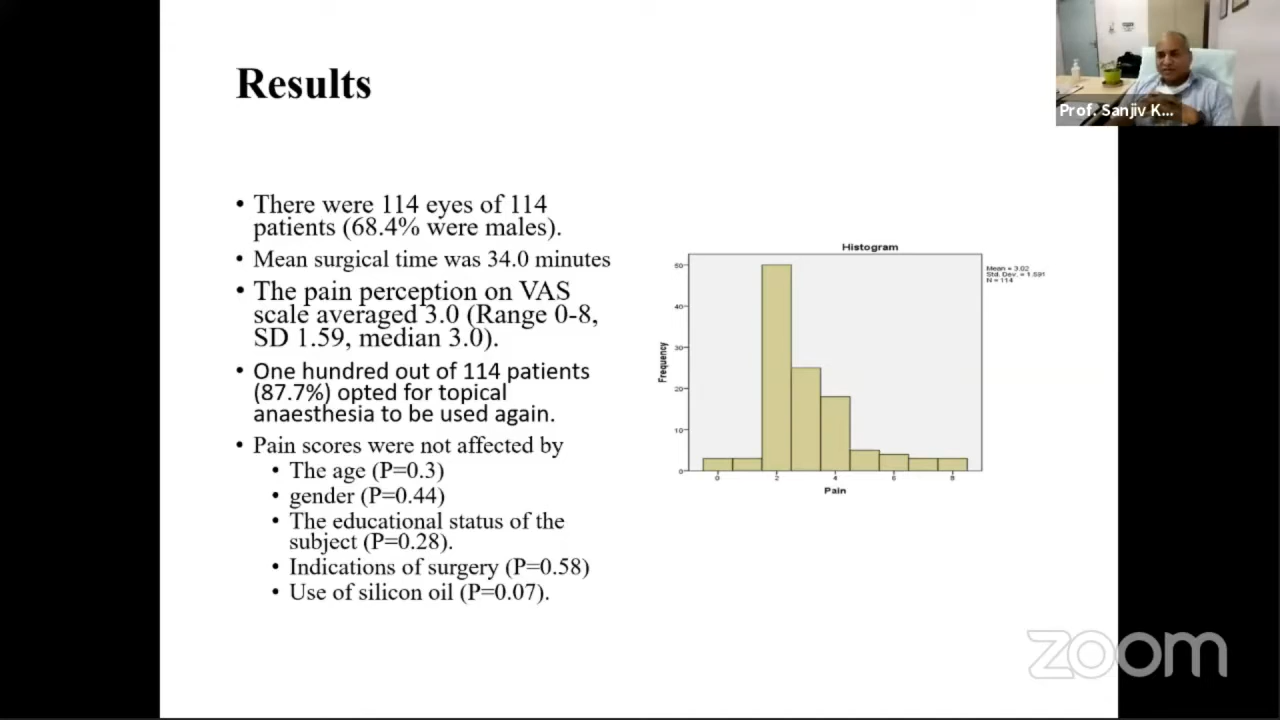 Results
Prof. Sanjiv K...
• There were 114 eyes of 114
patients (68.4% were males).
• Mean surgical time was 34.0 minutes
• The pain perception on VAS
scale averaged 3.0 (Range 0-8,
SD 1.59, median 3.0).
• One hundred out of 114 patients
(87.7%) opted for topical
anaesthesia to be used again.
• Pain scores were not affected by
• The age (P=0.3)
• gender (P=0.44)
• The educational status of the
subject (P=0.28).
• Indications of surgery (P=0.58)
• Use of silicon oil (P=0.07).
Histogram
Mean = 3.02
Std. Dev. = 1.591
N = 114
Frequency
50
40
30
20
10
0
0 2 4 6 8
Pain
zoom